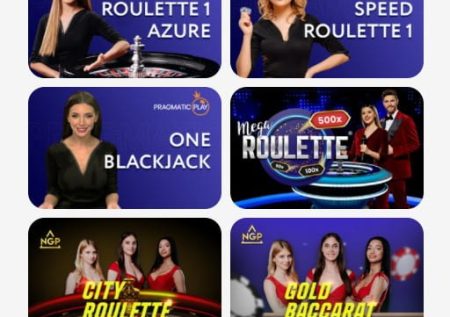 ROULETTE 1
AZURE
SPEED
ROULETTE 1
PRAGMATIC PLAY
ONE
BLACKJACK
500x
Mega
ROULETTE
50x
100x
NGP
CITY
ROULETTE
NGP
GOLD
BACCARAT